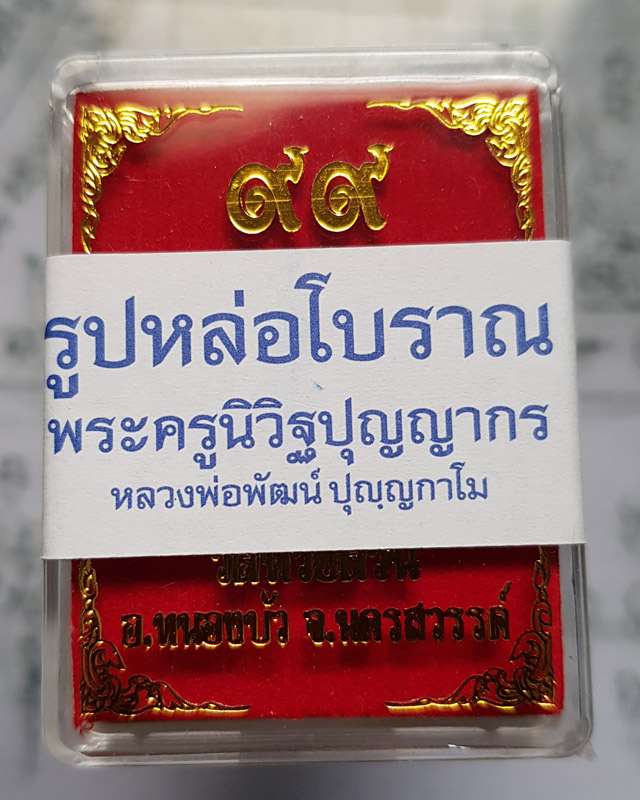 ๙๙
รูปหล่อโบราณ
พระครูนิวิฐปุญญากร
หลวงพ่อพัฒน์ ปุญฺญกาโม
อ.หนองบัว จ.นครสวรรค์